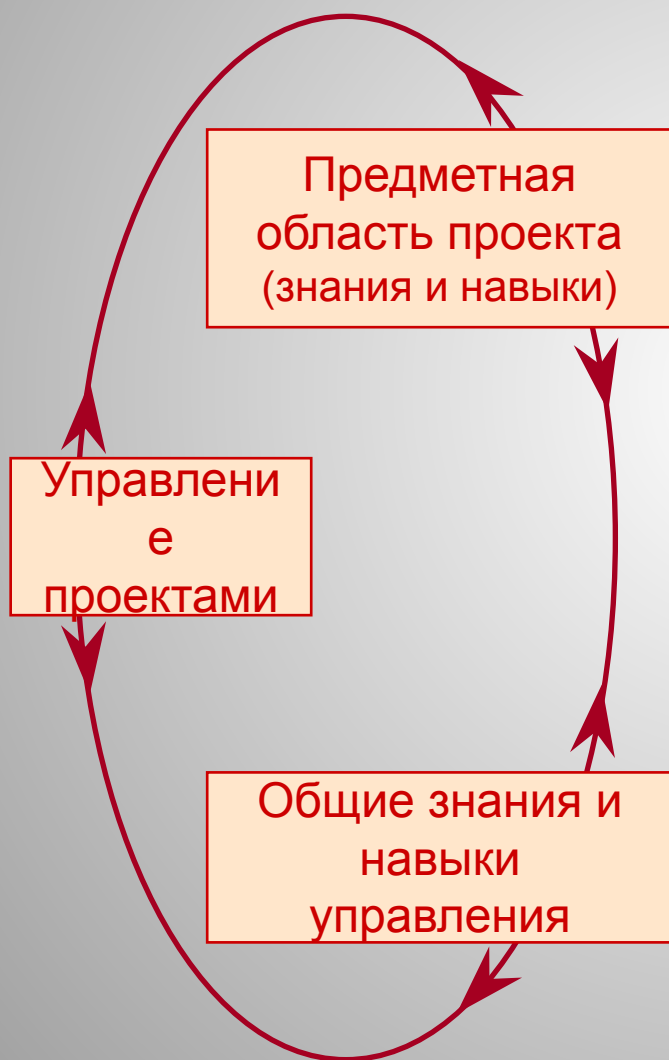 Предметная
область проекта
(знания и навыки)
Управлени
е
проектами
Общие знания и
навыки
управления